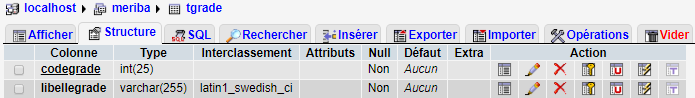 localhost meriba tgrade
Afficher Structure SQL Rechercher Insérer Exporter Importer Opérations Vider
Colonne Type Interclassement Attributs Null Défaut Extra Action
codegrade int(25) Non Aucun
libellegrade varchar(255) latin1_swedish_ci Non Aucun